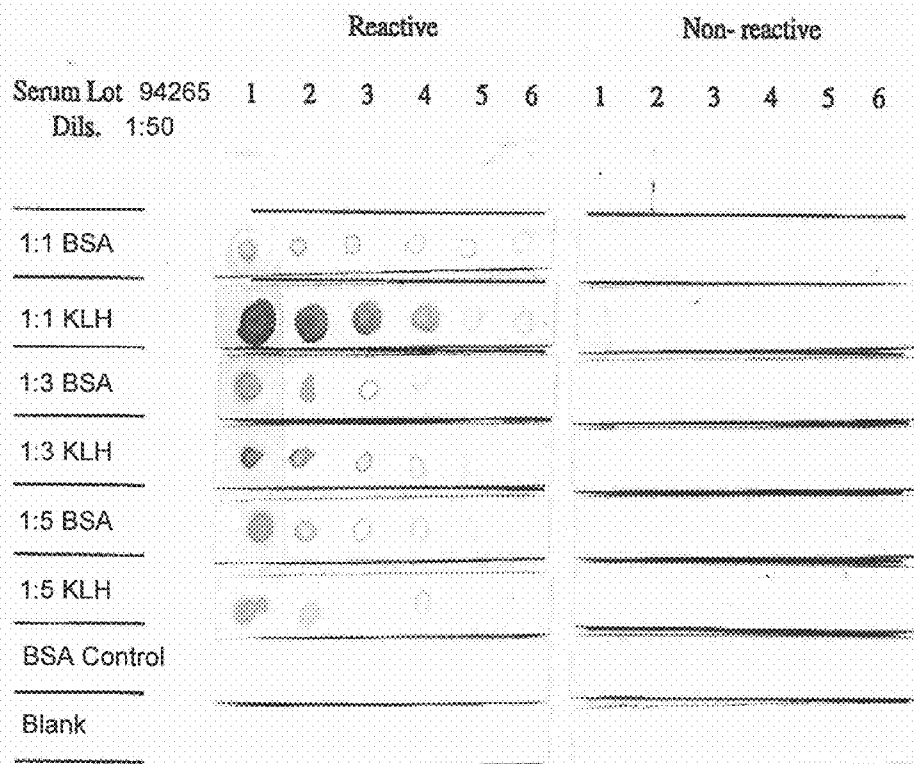 Reactive Non- reactive
Serum Lot 94265 1 2 3 4 5 6 1 2 3 4 5 6
Dils. 1:50
1:1 BSA
1:1 KLH
1:3 BSA
1:3 KLH
1:5 BSA
1:5 KLH
BSA Control
Blank